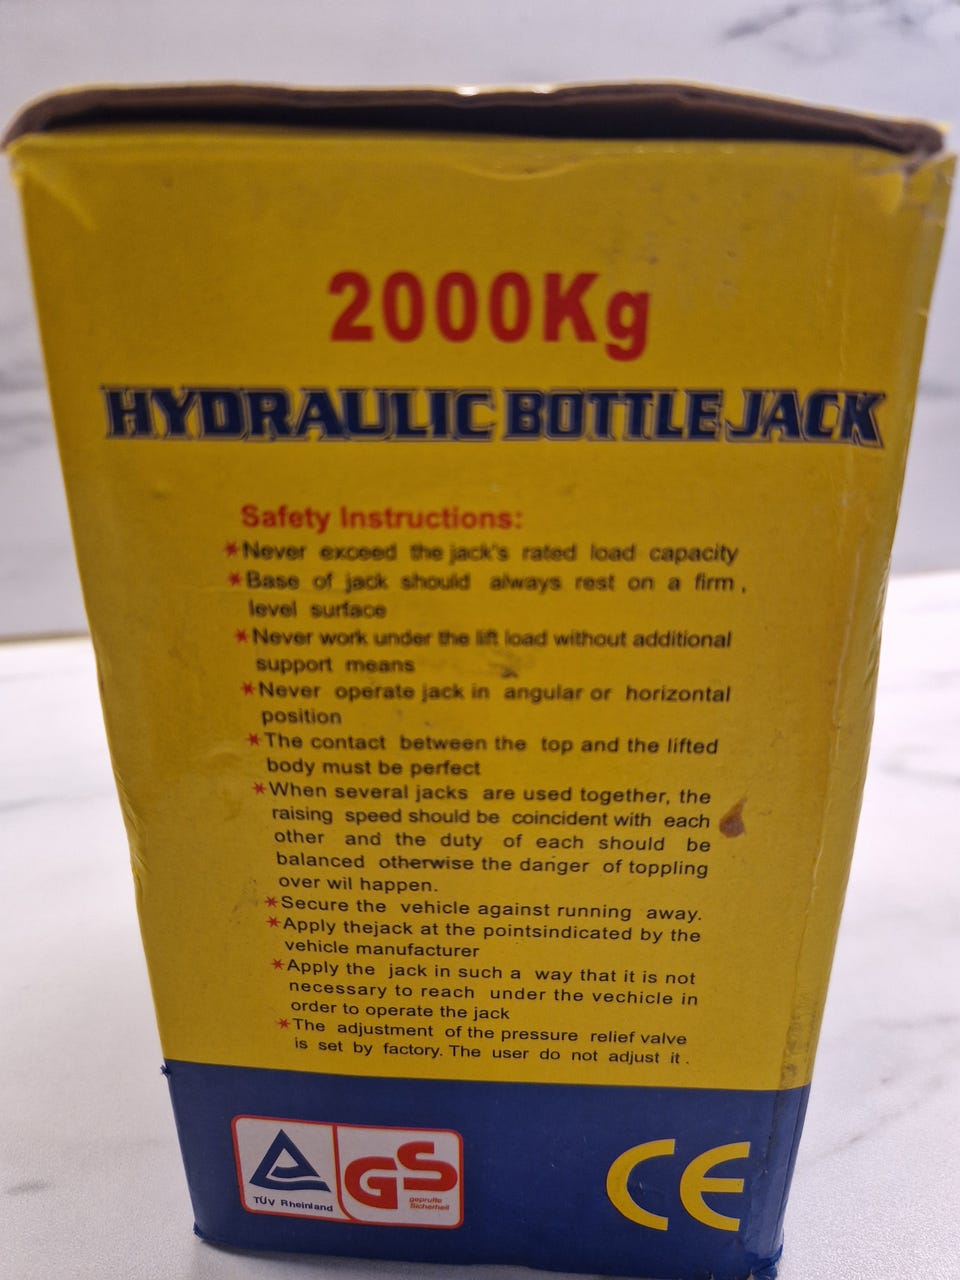 2000Kg
HYDRAULIC BOTTLE JACK
Safety Instructions:
*Never exceed the jack's rated load capacity
*Base of jack should always rest on a firm,
level surface
*Never work under the lift load without additional
support means
*Never operate jack in angular or horizontal
position
*The contact between the top and the lifted
body must be perfect
*When several jacks are used together, the
raising speed should be coincident with each
other and the duty of each should be
balanced otherwise the danger of toppling
over wil happen.
*Secure the vehicle against running away.
*Apply thejack at the pointsindicated by the
vehicle manufacturer
*Apply the jack in such a way that it is not
necessary to reach under the vechicle in
order to operate the jack
*The adjustment of the pressure relief valve
is set by factory. The user do not adjust it.
TÜV Rheinland
GS
geprüfte
Sicherheit
CE